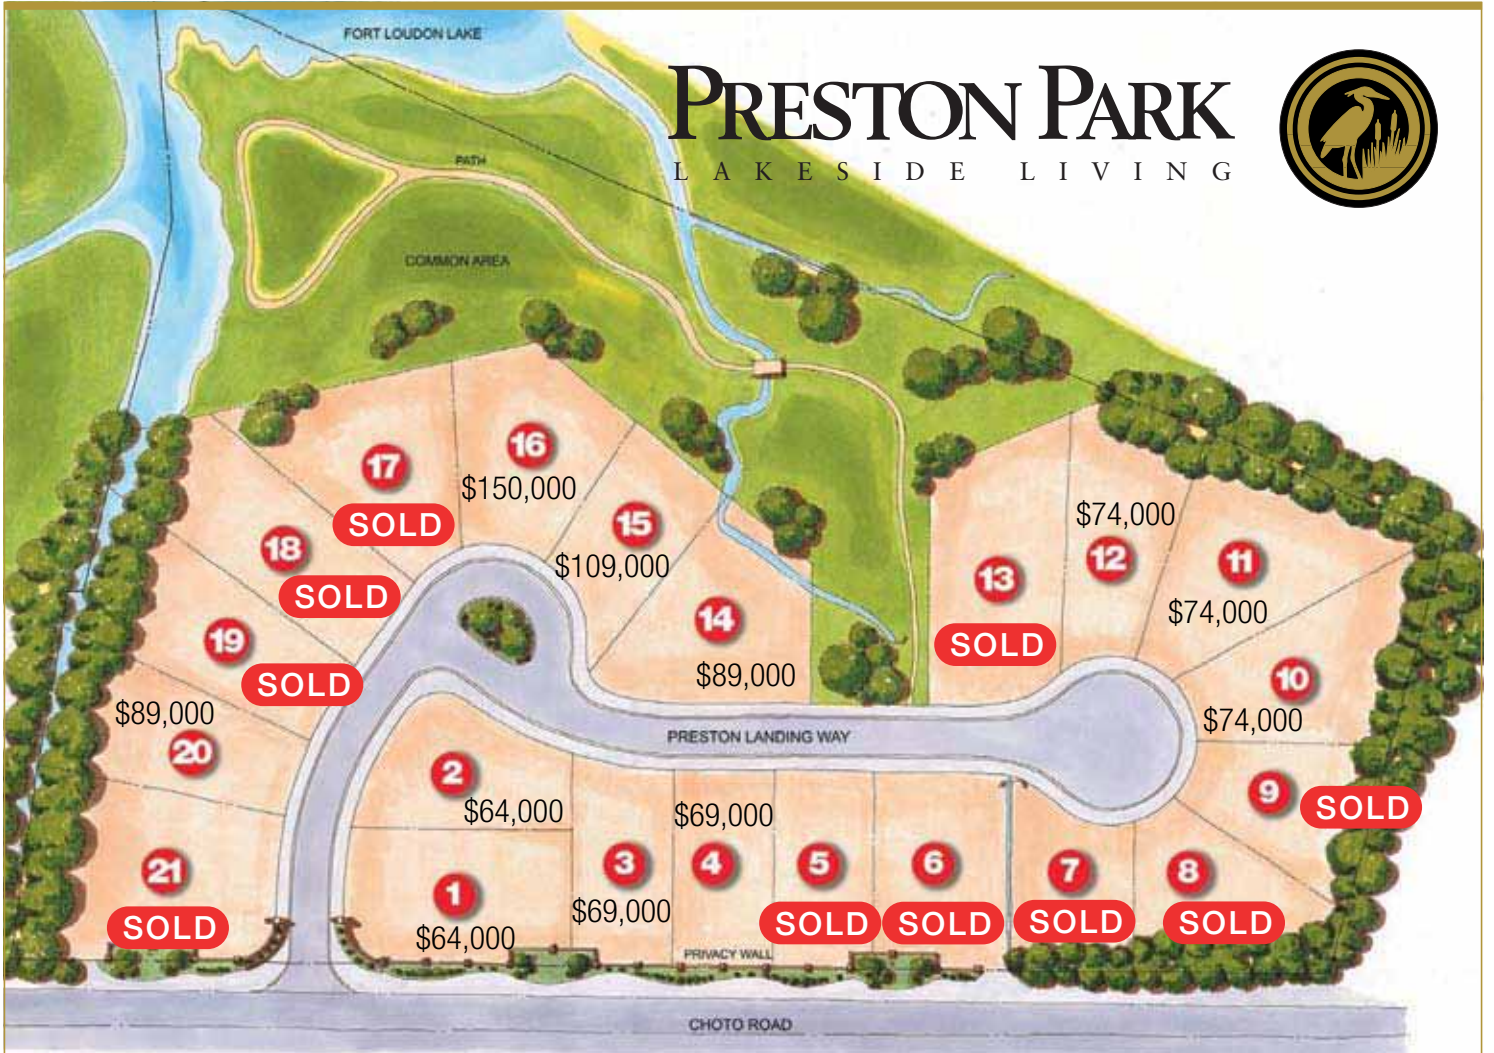 FORT LOUDON LAKE
PRESTON PARK
LAKESIDE LIVING
PATH
COMMON AREA
17
SOLD
16
$150,000
15
$109,000
14
$89,000
18
SOLD
19
SOLD
$89,000
20
21
SOLD
13
SOLD
$74,000
12
11
$74,000
10
$74,000
9
SOLD
PRESTON LANDING WAY
2
$64,000
1
$64,000
3
$69,000
$69,000
4
5
SOLD
6
SOLD
7
SOLD
8
SOLD
PRIVACY WALL
CHOTO ROAD